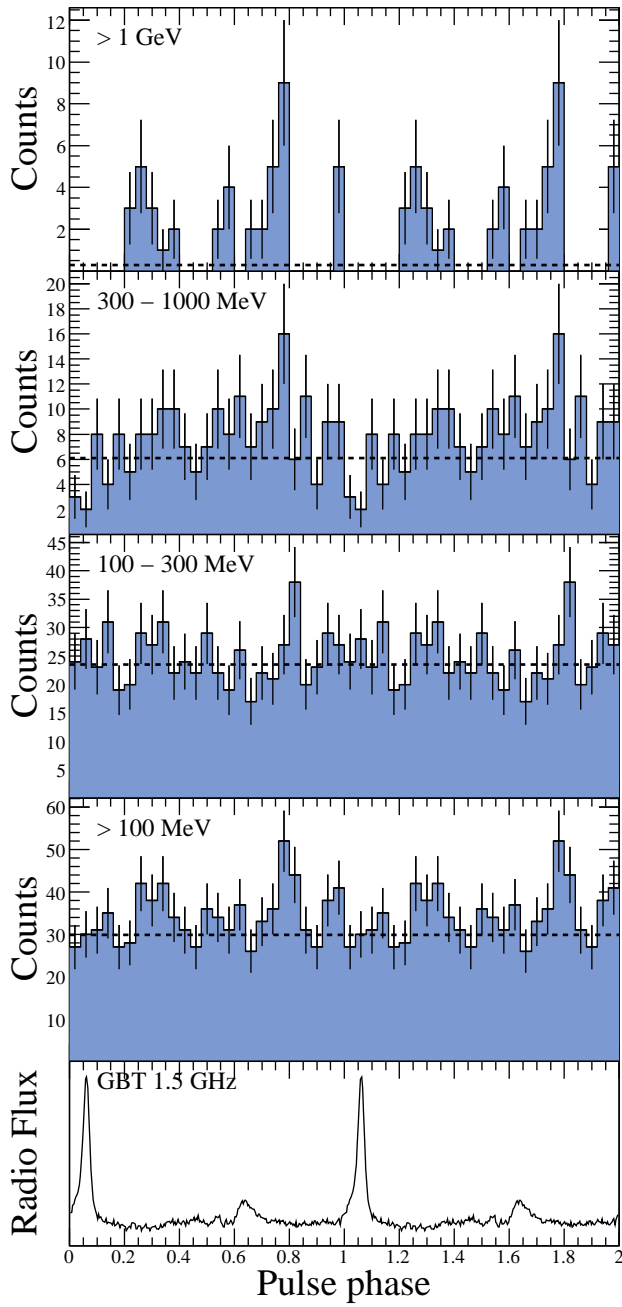 > 1 GeV
Counts
12
10
8
6
4
2
300 – 1000 MeV
Counts
20
18
16
14
12
10
8
6
4
2
100 – 300 MeV
Counts
45
40
35
30
25
20
15
10
5
> 100 MeV
Counts
60
50
40
30
20
10
GBT 1.5 GHz
Radio Flux
0 0.2 0.4 0.6 0.8 1 1.2 1.4 1.6 1.8 2
Pulse phase